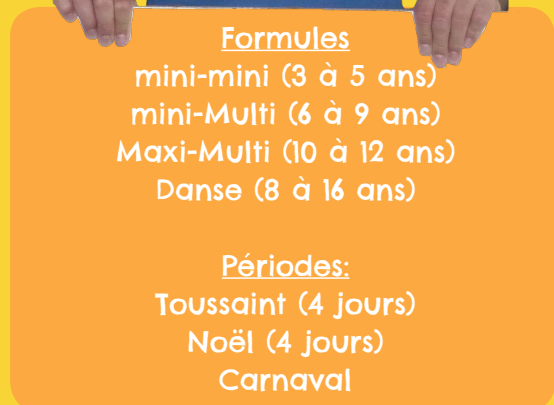 Formules
mini-mini (3 à 5 ans)
mini-Multi (6 à 9 ans)
Maxi-Multi (10 à 12 ans)
Danse (8 à 16 ans)
Périodes:
Toussaint (4 jours)
Noël (4 jours)
Carnaval